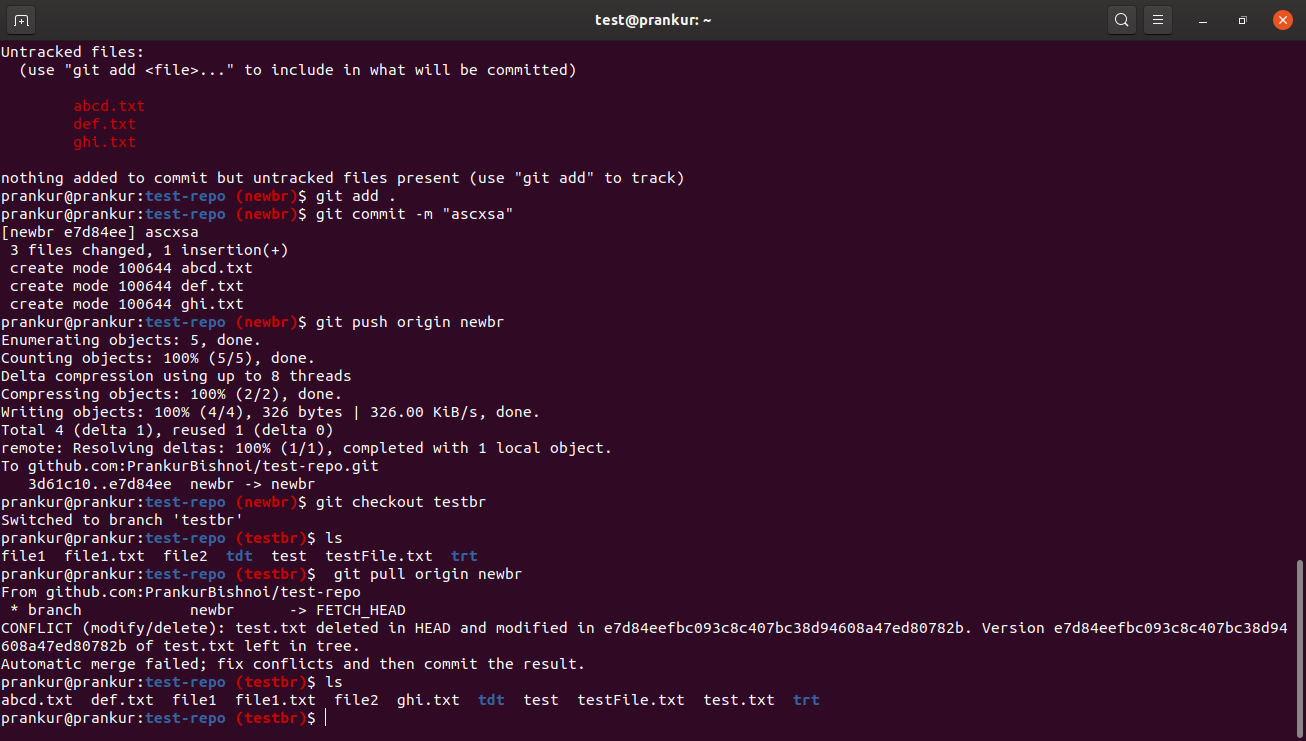 test@prankur: ~
Untracked files:
  (use "git add <file>..." to include in what will be committed)
        abcd.txt
        def.txt
        ghi.txt
nothing added to commit but untracked files present (use "git add" to track)
prankur@prankur:test-repo (newbr)$ git add .
prankur@prankur:test-repo (newbr)$ git commit -m "ascxsa"
[newbr e7d84ee] ascxsa
 3 files changed, 1 insertion(+)
 create mode 100644 abcd.txt
 create mode 100644 def.txt
 create mode 100644 ghi.txt
prankur@prankur:test-repo (newbr)$ git push origin newbr
Enumerating objects: 5, done.
Counting objects: 100% (5/5), done.
Delta compression using up to 8 threads
Compressing objects: 100% (2/2), done.
Writing objects: 100% (4/4), 326 bytes | 326.00 KiB/s, done.
Total 4 (delta 1), reused 1 (delta 0)
remote: Resolving deltas: 100% (1/1), completed with 1 local object.
To github.com:PrankurBishnoi/test-repo.git
   3d61c10..e7d84ee  newbr -> newbr
prankur@prankur:test-repo (newbr)$ git checkout testbr
Switched to branch 'testbr'
prankur@prankur:test-repo (testbr)$ ls
file1  file1.txt  file2  tdt  test  testFile.txt  trt
prankur@prankur:test-repo (testbr)$  git pull origin newbr
From github.com:PrankurBishnoi/test-repo
 * branch            newbr      -> FETCH_HEAD
CONFLICT (modify/delete): test.txt deleted in HEAD and modified in e7d84eefbc093c8c407bc38d94608a47ed80782b. Version e7d84eefbc093c8c407bc38d94
608a47ed80782b of test.txt left in tree.
Automatic merge failed; fix conflicts and then commit the result.
prankur@prankur:test-repo (testbr)$ ls
abcd.txt  def.txt  file1  file1.txt  file2  ghi.txt  tdt  test  testFile.txt  test.txt  trt
prankur@prankur:test-repo (testbr)$